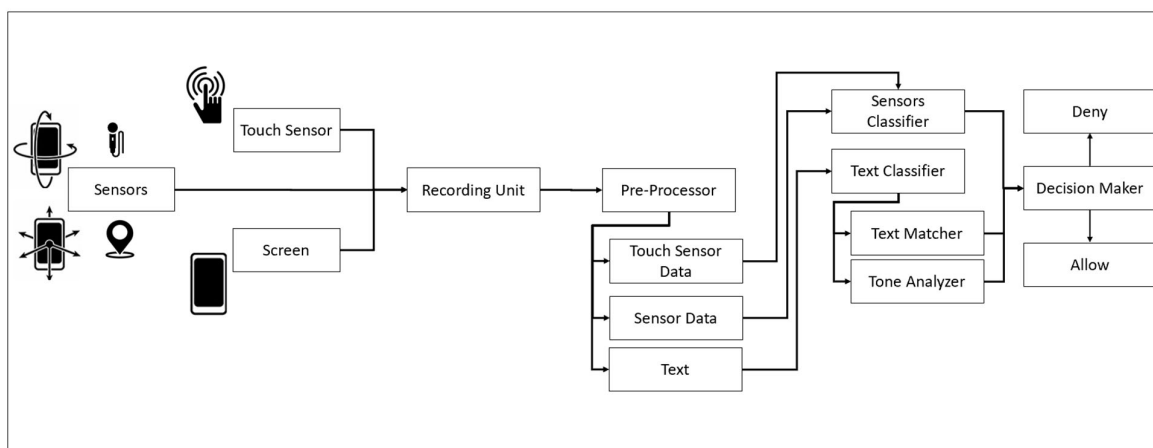 Touch Sensor
Sensors
Screen
Recording Unit
Pre-Processor
Touch Sensor
Data
Sensor Data
Text
Sensors
Classifier
Text Classifier
Text Matcher
Tone Analyzer
Deny
Decision Maker
Allow